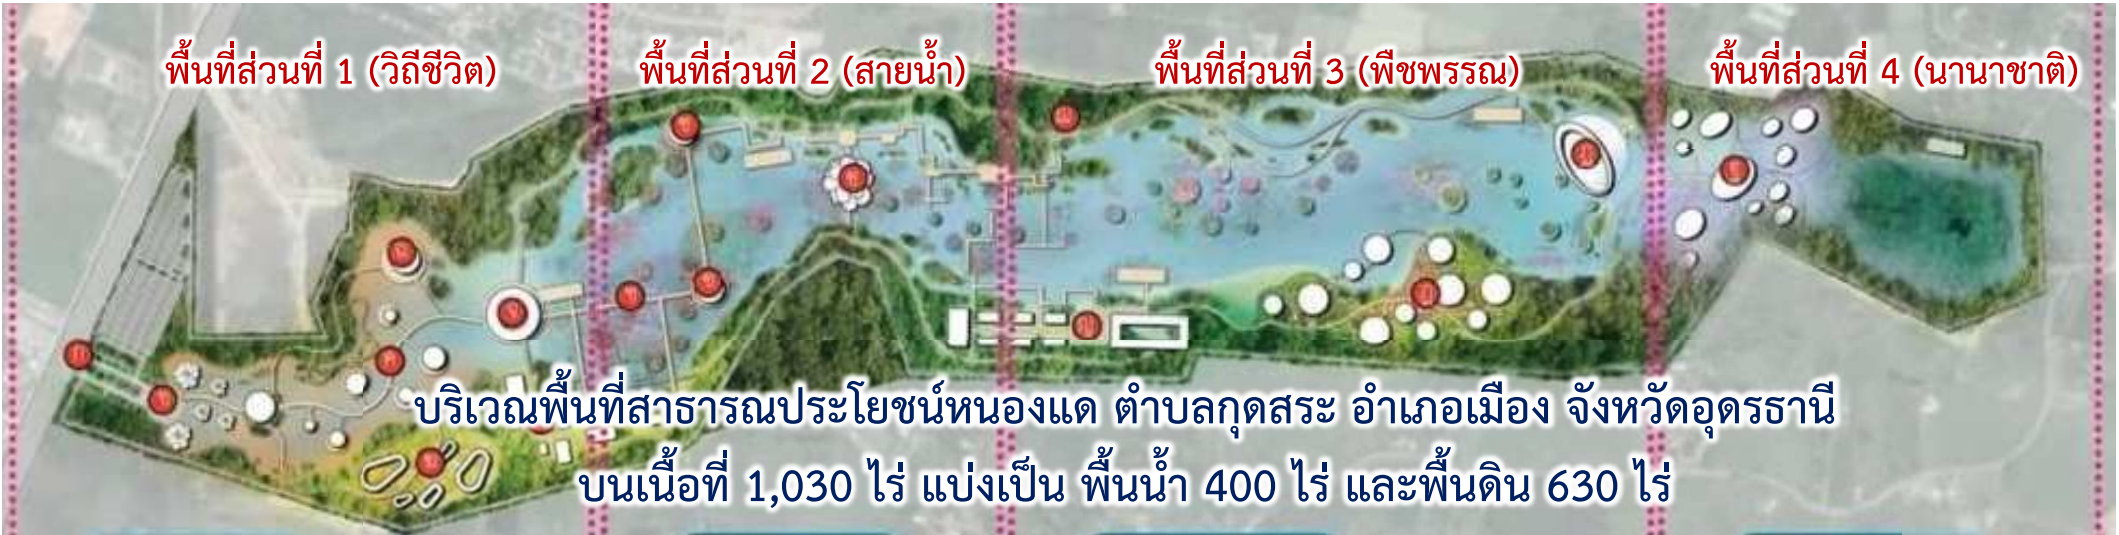 พื้นที่ส่วนที่ 1 (วิถีชีวิต)
พื้นที่ส่วนที่ 2 (สายน้ำ)
พื้นที่ส่วนที่ 3 (พืชพรรณ)
พื้นที่ส่วนที่ 4 (นานาชาติ)
บริเวณพื้นที่สาธารณประโยชน์หนองแด ตำบลกุดสระ อำเภอเมือง จังหวัดอุดรธานี
บนเนื้อที่ 1,030 ไร่ แบ่งเป็น พื้นน้ำ 400 ไร่ และพื้นดิน 630 ไร่